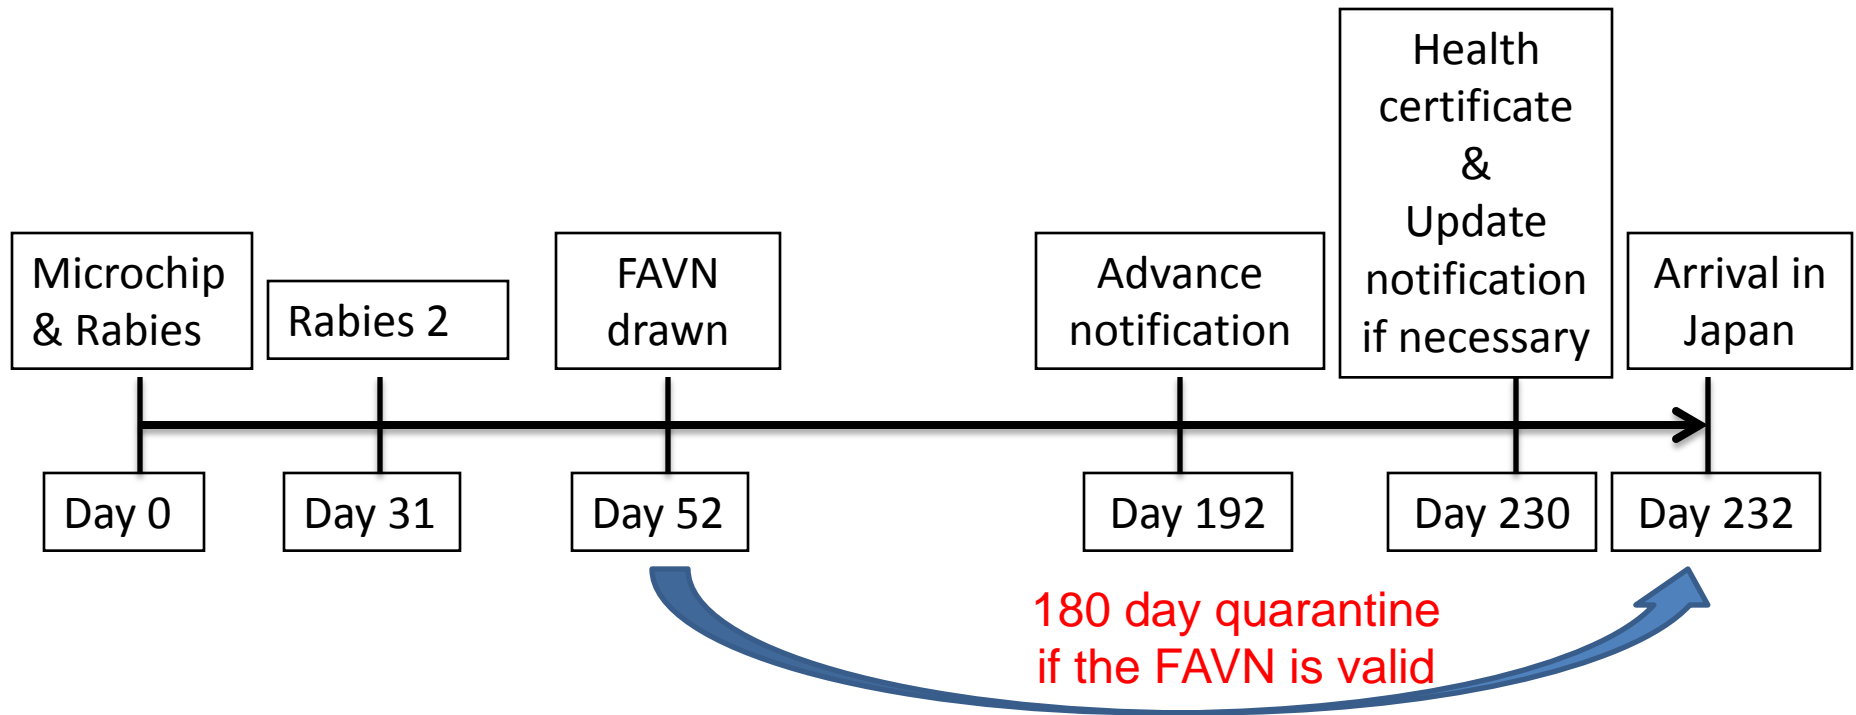 Microchip
& Rabies
Rabies 2
FAVN
drawn
Advance
notification
Health
certificate
&
Update
notification
if necessary
Arrival in
Japan
Day 0
Day 31
Day 52
Day 192
Day 230
Day 232
180 day quarantine
if the FAVN is valid